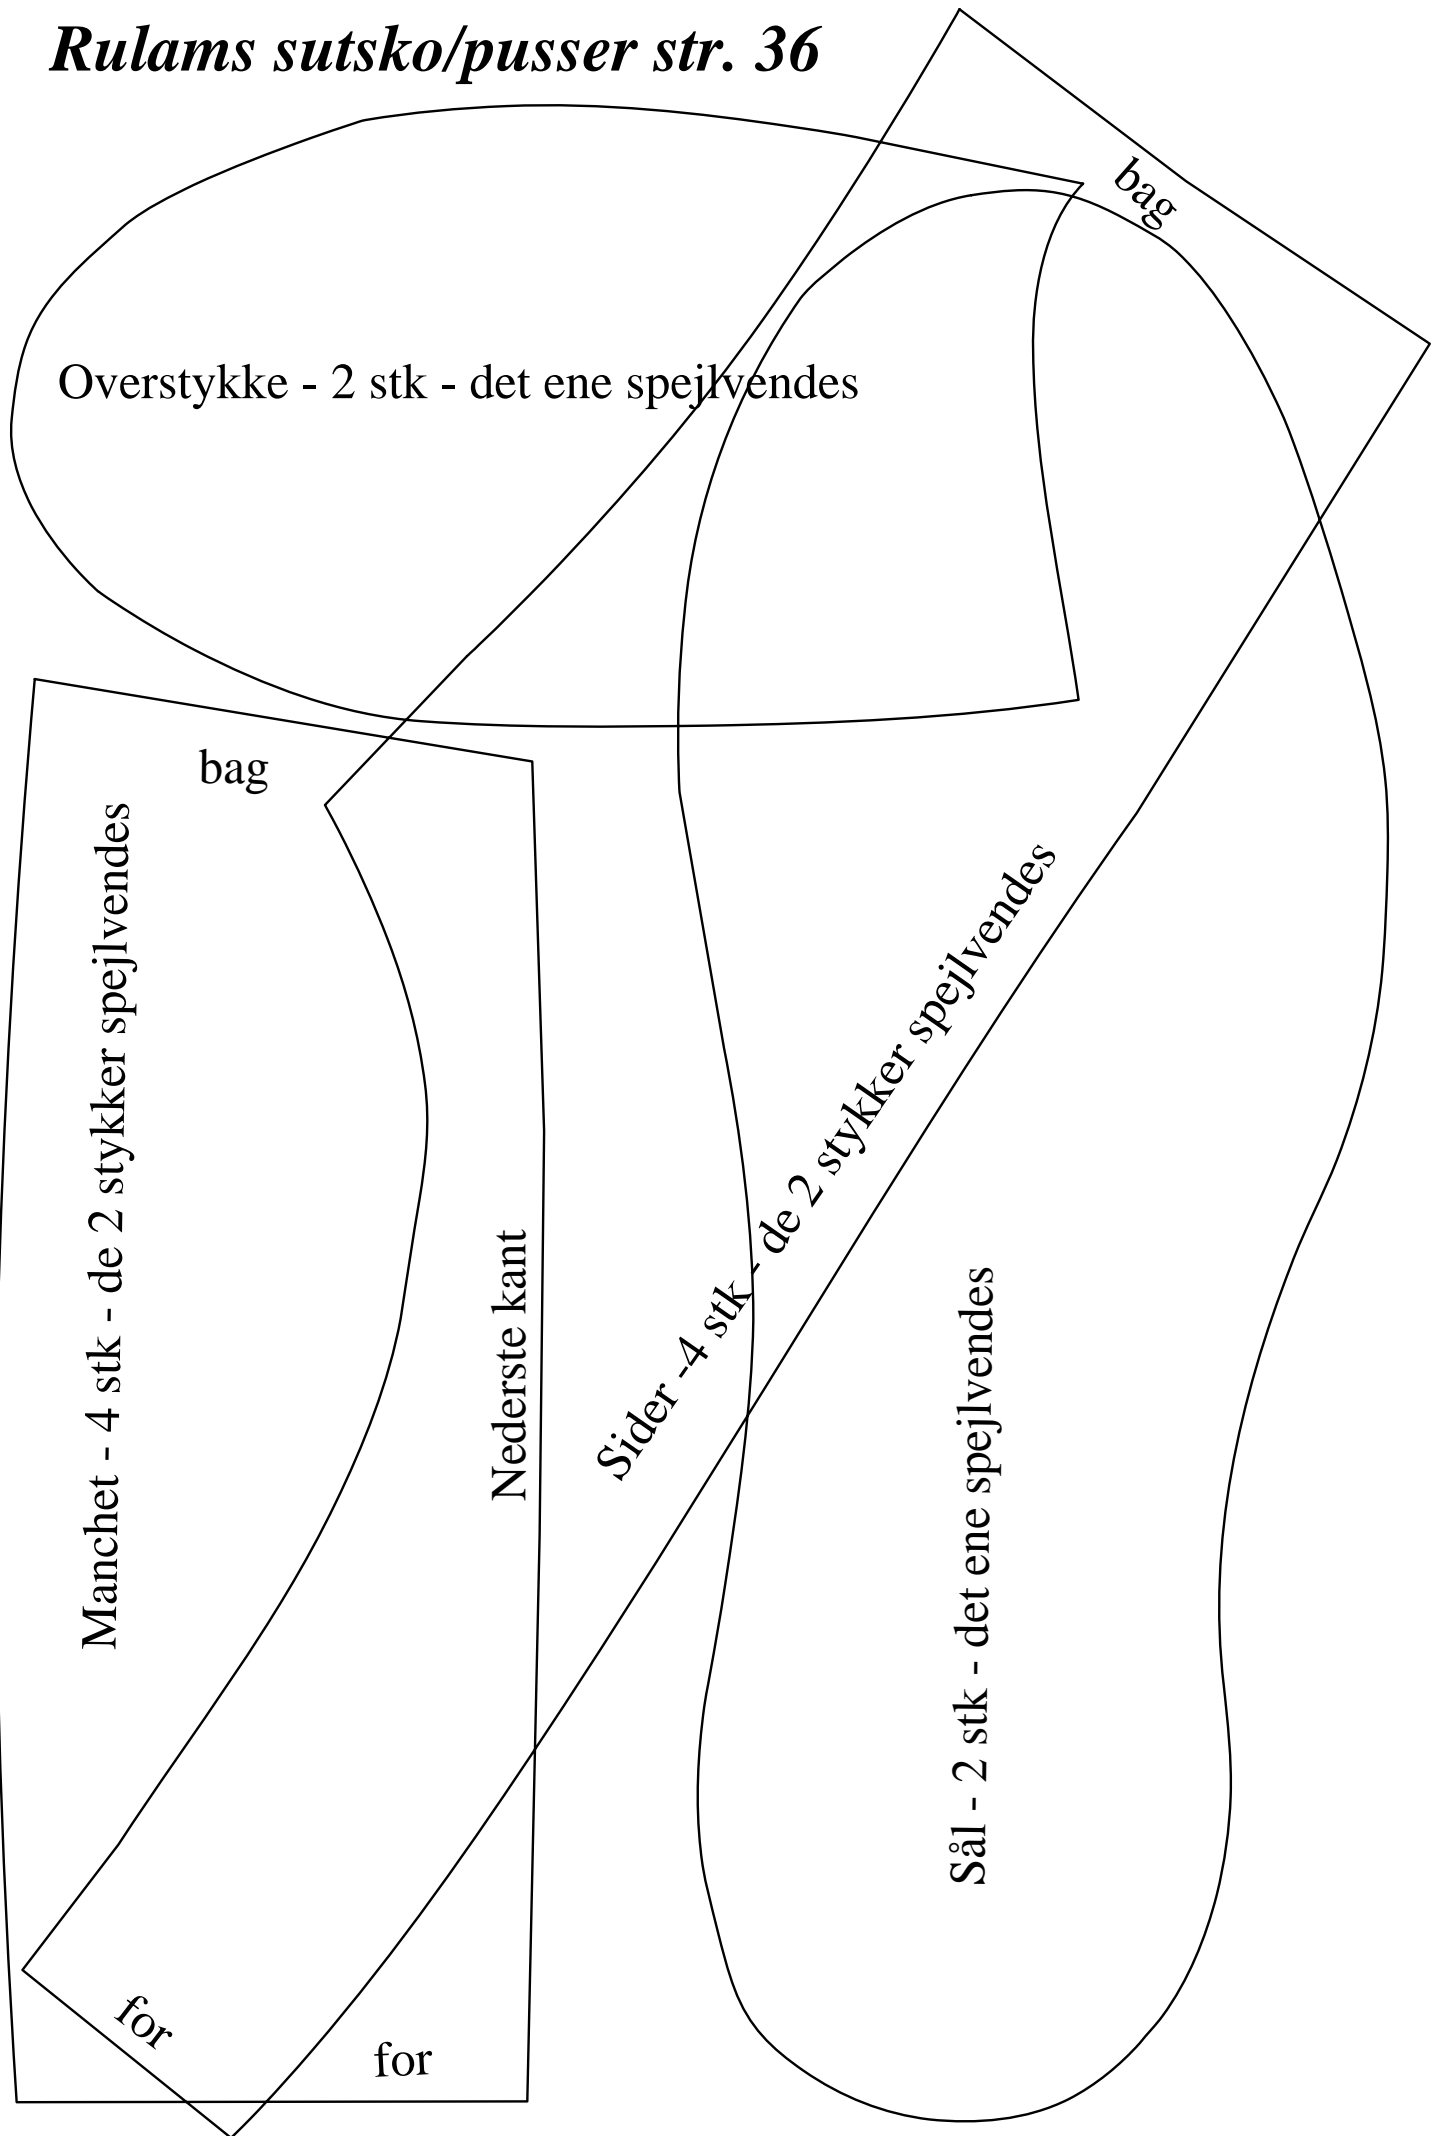 Rulams sutsko/pusser str. 36
bag
Overstykke - 2 stk - det ene spejlvendes
bag
Manchet - 4 stk - de 2 stykker spejlvendes
Nederste kant
Sider -4 stk - de 2 stykker spejlvendes
Sål - 2 stk - det ene spejlvendes
for
for